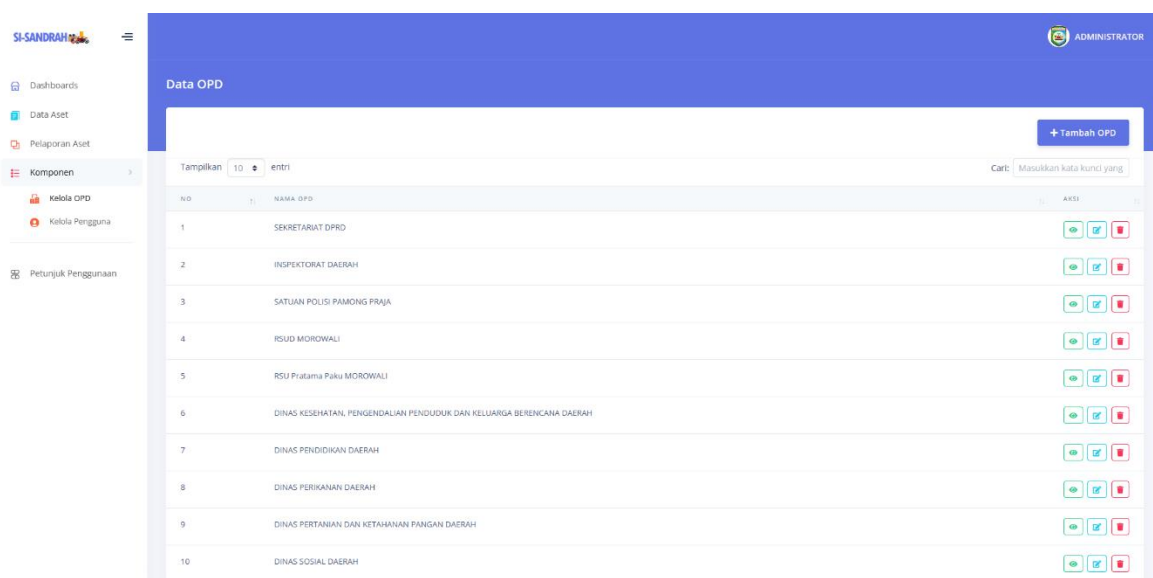 SI-SANDRAH
ADMINISTRATOR
Dashboards
Data Aset
Pelaporan Aset
Komponen
Kelola OPD
Kelola Pengguna
Petunjuk Penggunaan
Data OPD
+ Tambah OPD
Tampilkan 10 entri
Cari: Masukkan kata kunci yang
NO NAMA OPD AKSI
1 SEKRETARIAT DPRD
2 INSPEKTORAT DAERAH
3 SATUAN POLISI PAMONG PRAJA
4 RSUD MOROWALI
5 RSU Pratama Paku MOROWALI
6 DINAS KESEHATAN, PENGENDALIAN PENDUDUK DAN KELUARGA BERENCANA DAERAH
7 DINAS PENDIDIKAN DAERAH
8 DINAS PERIKANAN DAERAH
9 DINAS PERTANIAN DAN KETAHANAN PANGAN DAERAH
10 DINAS SOSIAL DAERAH